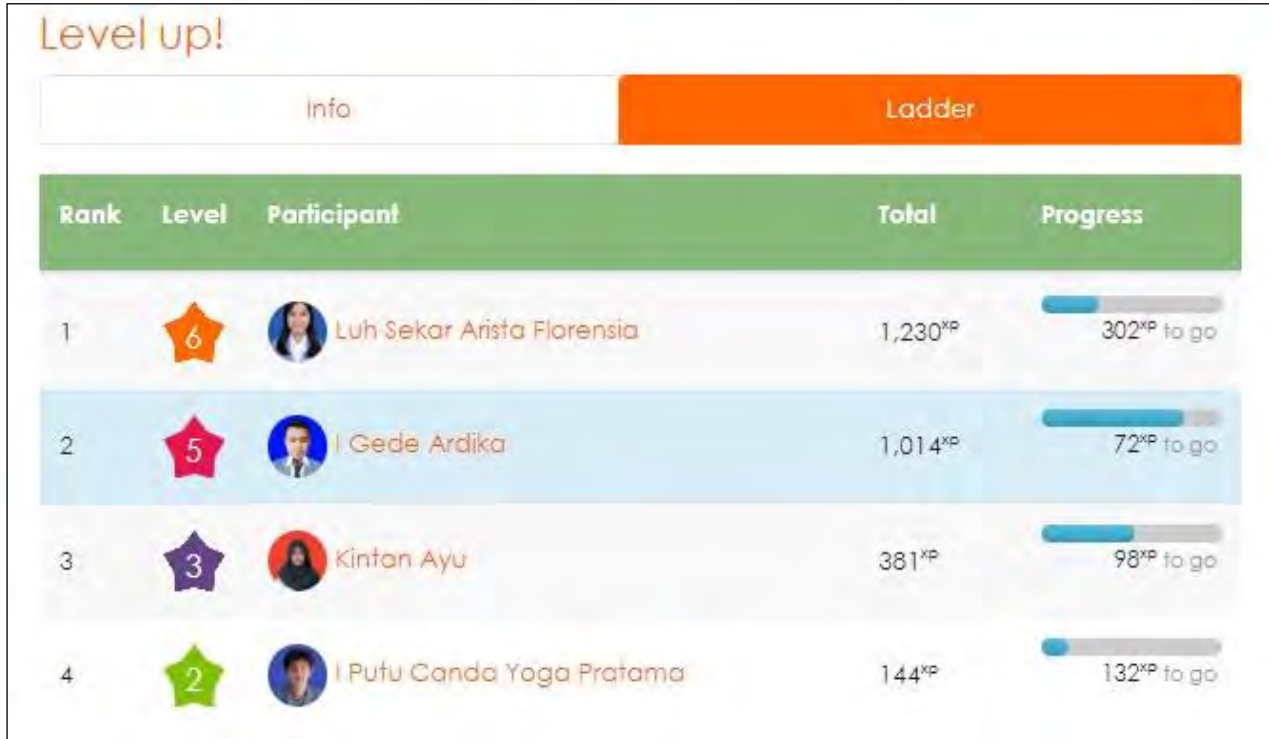 Level up!
Info Ladder
Rank Level Participant Total Progress
1 6 Luh Sekar Arista Florensia 1,230xp 302xp to go
2 5 I Gede Ardika 1,014xp 72xp to go
3 3 Kintan Ayu 381xp 98xp to go
4 2 I Putu Canda Yoga Pratama 144xp 132xp to go